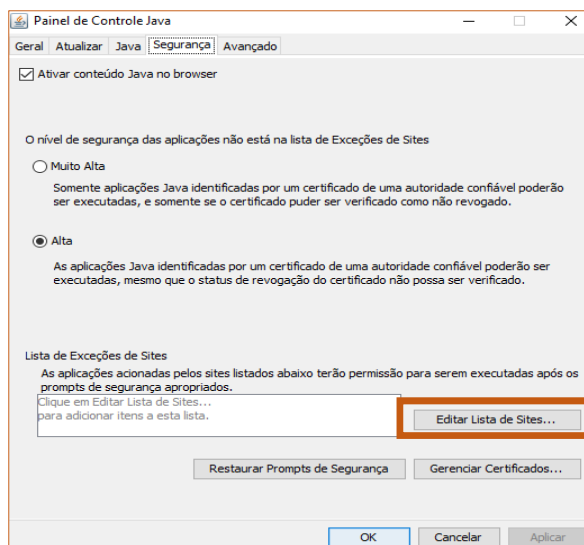 Painel de Controle Java
Geral Atualizar Java Segurança Avançado
Ativar conteúdo Java no browser
O nível de segurança das aplicações não está na lista de Exceções de Sites
Muito Alta
Somente aplicações Java identificadas por um certificado de uma autoridade confiável poderão
ser executadas, e somente se o certificado puder ser verificado como não revogado.
Alta
As aplicações Java identificadas por um certificado de uma autoridade confiável poderão ser
executadas, mesmo que o status de revogação do certificado não possa ser verificado.
Lista de Exceções de Sites
As aplicações acionadas pelos sites listados abaixo terão permissão para serem executadas após os
prompts de segurança apropriados.
Clique em Editar Lista de Sites...
para adicionar itens a esta lista.
Editar Lista de Sites...
Restaurar Prompts de Segurança Gerenciar Certificados...
OK Cancelar Aplicar